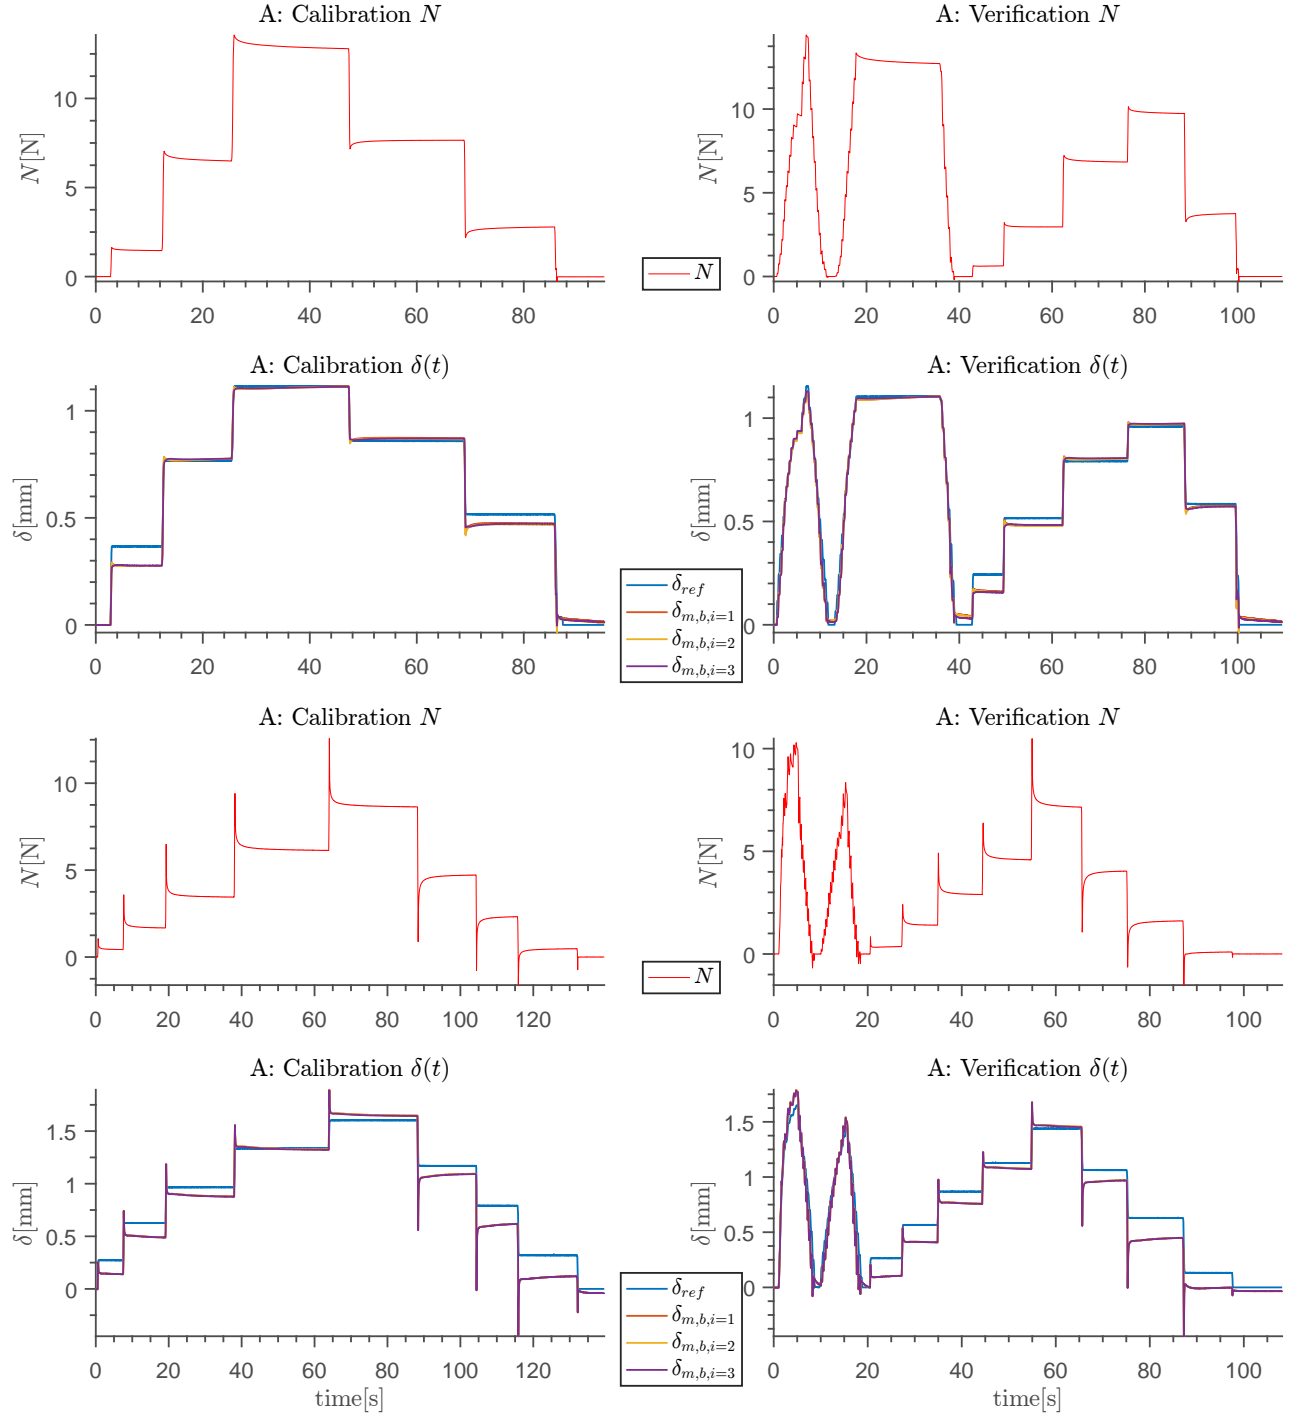 A: Calibration N
A: Verification N
N[N]
10
5
0
0 20 40 60 80
N[N]
10
5
0
0 20 40 60 80 100
N
A: Calibration δ(t)
A: Verification δ(t)
δ[mm]
1
0.5
0
0 20 40 60 80
δ[mm]
1
0.5
0
0 20 40 60 80 100
δref
δm,b,i=1
δm,b,i=2
δm,b,i=3
A: Calibration N
A: Verification N
N[N]
10
5
0
0 20 40 60 80 100 120
N[N]
10
5
0
0 20 40 60 80 100
N
A: Calibration δ(t)
A: Verification δ(t)
δ[mm]
1.5
1
0.5
0
0 20 40 60 80 100 120
time[s]
δ[mm]
1.5
1
0.5
0
0 20 40 60 80 100
time[s]
δref
δm,b,i=1
δm,b,i=2
δm,b,i=3